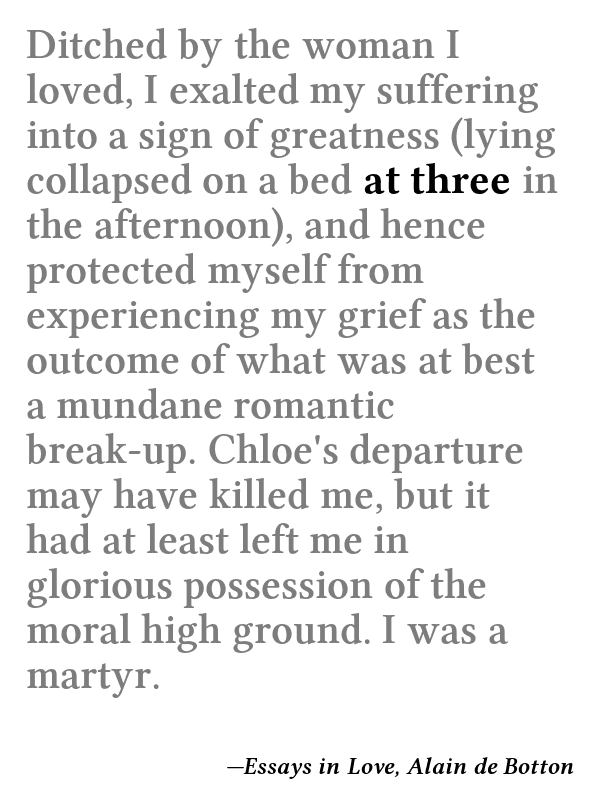 Ditched by the woman I
loved, I exalted my suffering
into a sign of greatness (lying
collapsed on a bed at three in
the afternoon), and hence
protected myself from
experiencing my grief as the
outcome of what was at best
a mundane romantic
break-up. Chloe's departure
may have killed me, but it
had at least left me in
glorious possession of the
moral high ground. I was a
martyr.
—Essays in Love, Alain de Botton